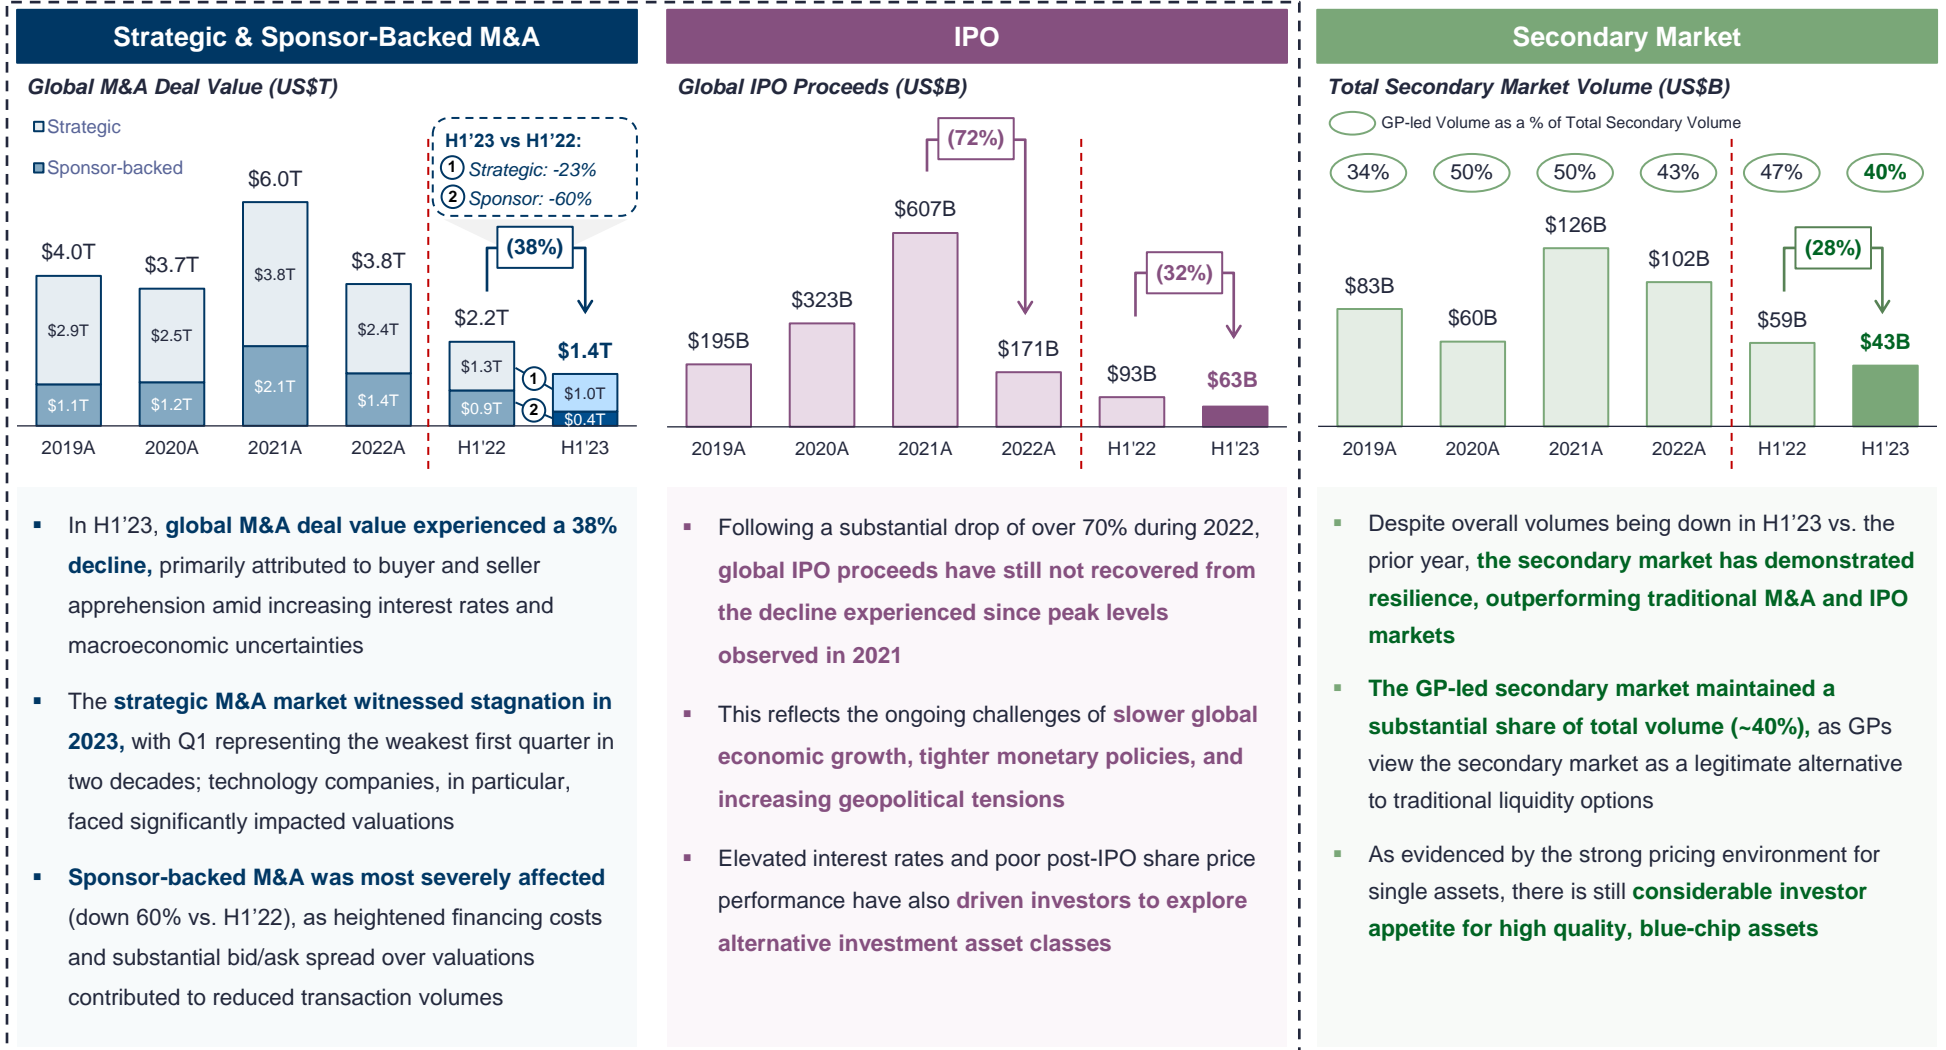 Strategic & Sponsor-Backed M&A
Global M&A Deal Value (US$T)
Strategic
Sponsor-backed
H1’23 vs H1’22:
1 Strategic: -23%
2 Sponsor: -60%
(38%)
$4.0T
$3.7T
$6.0T
$3.8T
$2.2T
$1.4T
$2.9T
$2.5T
$3.8T
$2.4T
$1.3T
1
$1.0T
$1.1T
$1.2T
$2.1T
$1.4T
$0.9T
2
$0.4T
2019A
2020A
2021A
2022A
H1'22
H1'23
▪ In H1’23, global M&A deal value experienced a 38%
decline, primarily attributed to buyer and seller
apprehension amid increasing interest rates and
macroeconomic uncertainties
▪ The strategic M&A market witnessed stagnation in
2023, with Q1 representing the weakest first quarter in
two decades; technology companies, in particular,
faced significantly impacted valuations
▪ Sponsor-backed M&A was most severely affected
(down 60% vs. H1’22), as heightened financing costs
and substantial bid/ask spread over valuations
contributed to reduced transaction volumes
IPO
Global IPO Proceeds (US$B)
(72%)
(32%)
$195B
$323B
$607B
$171B
$93B
$63B
2019A
2020A
2021A
2022A
H1'22
H1'23
▪ Following a substantial drop of over 70% during 2022,
global IPO proceeds have still not recovered from
the decline experienced since peak levels
observed in 2021
▪ This reflects the ongoing challenges of slower global
economic growth, tighter monetary policies, and
increasing geopolitical tensions
▪ Elevated interest rates and poor post-IPO share price
performance have also driven investors to explore
alternative investment asset classes
Secondary Market
Total Secondary Market Volume (US$B)
GP-led Volume as a % of Total Secondary Volume
34%
50%
50%
43%
47%
40%
(28%)
$83B
$60B
$126B
$102B
$59B
$43B
2019A
2020A
2021A
2022A
H1'22
H1'23
▪ Despite overall volumes being down in H1’23 vs. the
prior year, the secondary market has demonstrated
resilience, outperforming traditional M&A and IPO
markets
▪ The GP-led secondary market maintained a
substantial share of total volume (~40%), as GPs
view the secondary market as a legitimate alternative
to traditional liquidity options
▪ As evidenced by the strong pricing environment for
single assets, there is still considerable investor
appetite for high quality, blue-chip assets